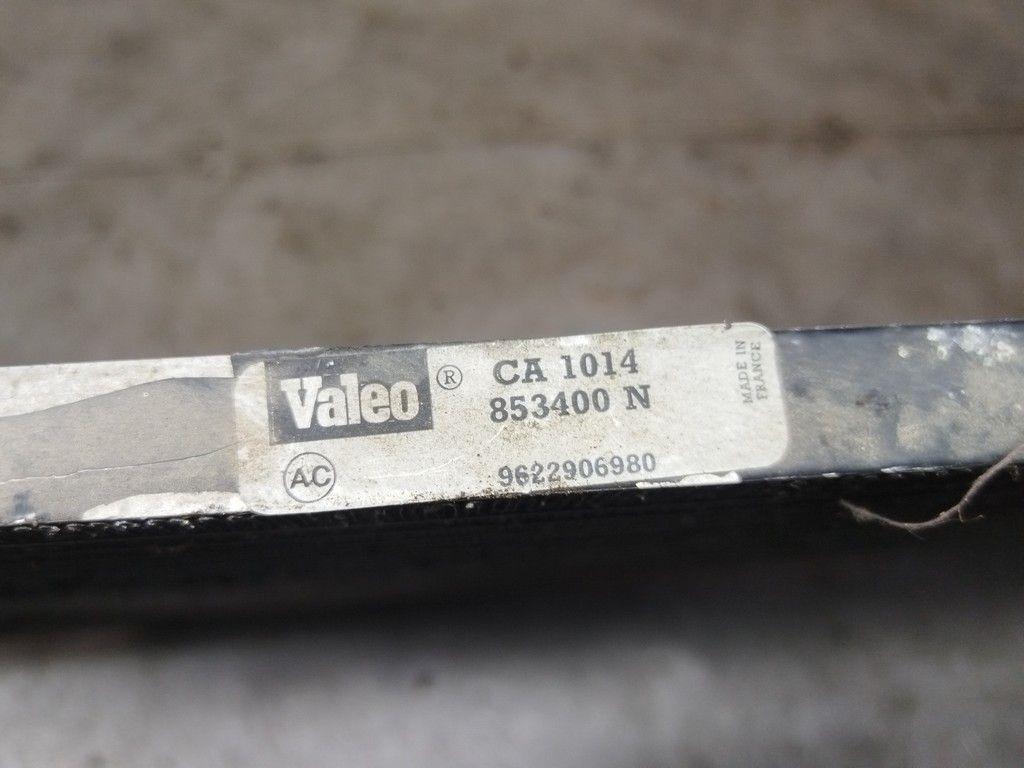 Valeo ®
CA 1014
853400 N
MADE IN
FRANCE
AC
9622906980